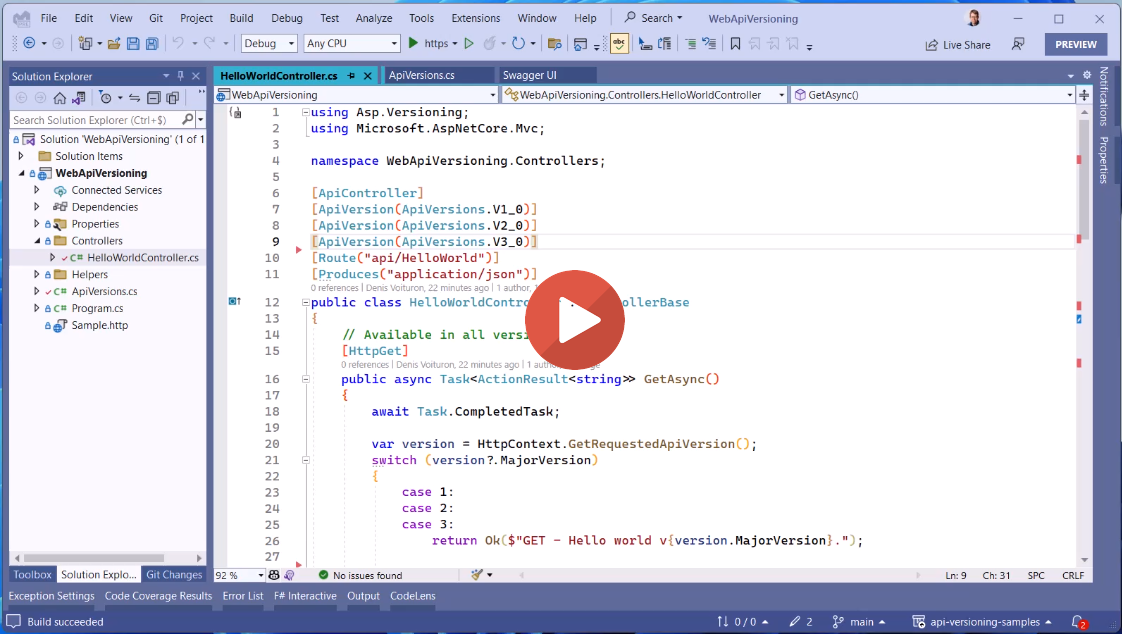 File Edit View Git Project Build Debug Test Analyze Tools Extensions Window Help Search WebApiVersioning
Debug Any CPU https abc Live Share PREVIEW
Solution Explorer
HelloWorldController.cs ApiVersions.cs Swagger UI
WebApiVersioning WebApiVersioning.Controllers.HelloWorldController GetAsync()
Search Solution Explorer (Ctrl+$)
Solution 'WebApiVersioning' (1 of 1
Solution Items
WebApiVersioning
Connected Services
Dependencies
Properties
Controllers
C# HelloWorldController.cs
Helpers
C# ApiVersions.cs
C# Program.cs
Sample.http
1 using Asp.Versioning;
2 using Microsoft.AspNetCore.Mvc;
3
4 namespace WebApiVersioning.Controllers;
5
6 [ApiController]
7 [ApiVersion(ApiVersions.V1_0)]
8 [ApiVersion(ApiVersions.V2_0)]
9 [ApiVersion(ApiVersions.V3_0)]
10 [Route("api/HelloWorld")]
11 [Produces("application/json")]
0 references | Denis Voituron, 22 minutes ago | 1 author, 1
12 public class HelloWorldContr ollerBase
13 {
14 // Available in all versi
15 [HttpGet]
0 references | Denis Voituron, 22 minutes ago | 1 auth
16 public async Task<ActionResult<string>> GetAsync()
17 {
18 await Task.CompletedTask;
19
20 var version = HttpContext.GetRequestedApiVersion();
21 switch (version?.MajorVersion)
22 {
23 case 1:
24 case 2:
25 case 3:
26 return Ok($"GET - Hello world v{version.MajorVersion}.");
27
Notifications
Properties
Toolbox Solution Explo... Git Changes
92 % No issues found Ln: 9 Ch: 31 SPC CRLF
Exception Settings Code Coverage Results Error List F# Interactive Output CodeLens
Build succeeded 0 / 0 2 main api-versioning-samples 2